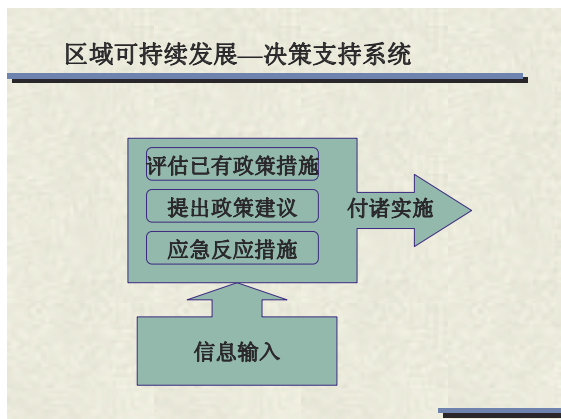 区域可持续发展—决策支持系统
评估已有政策措施
提出政策建议
付诸实施
应急反应措施
信息输入